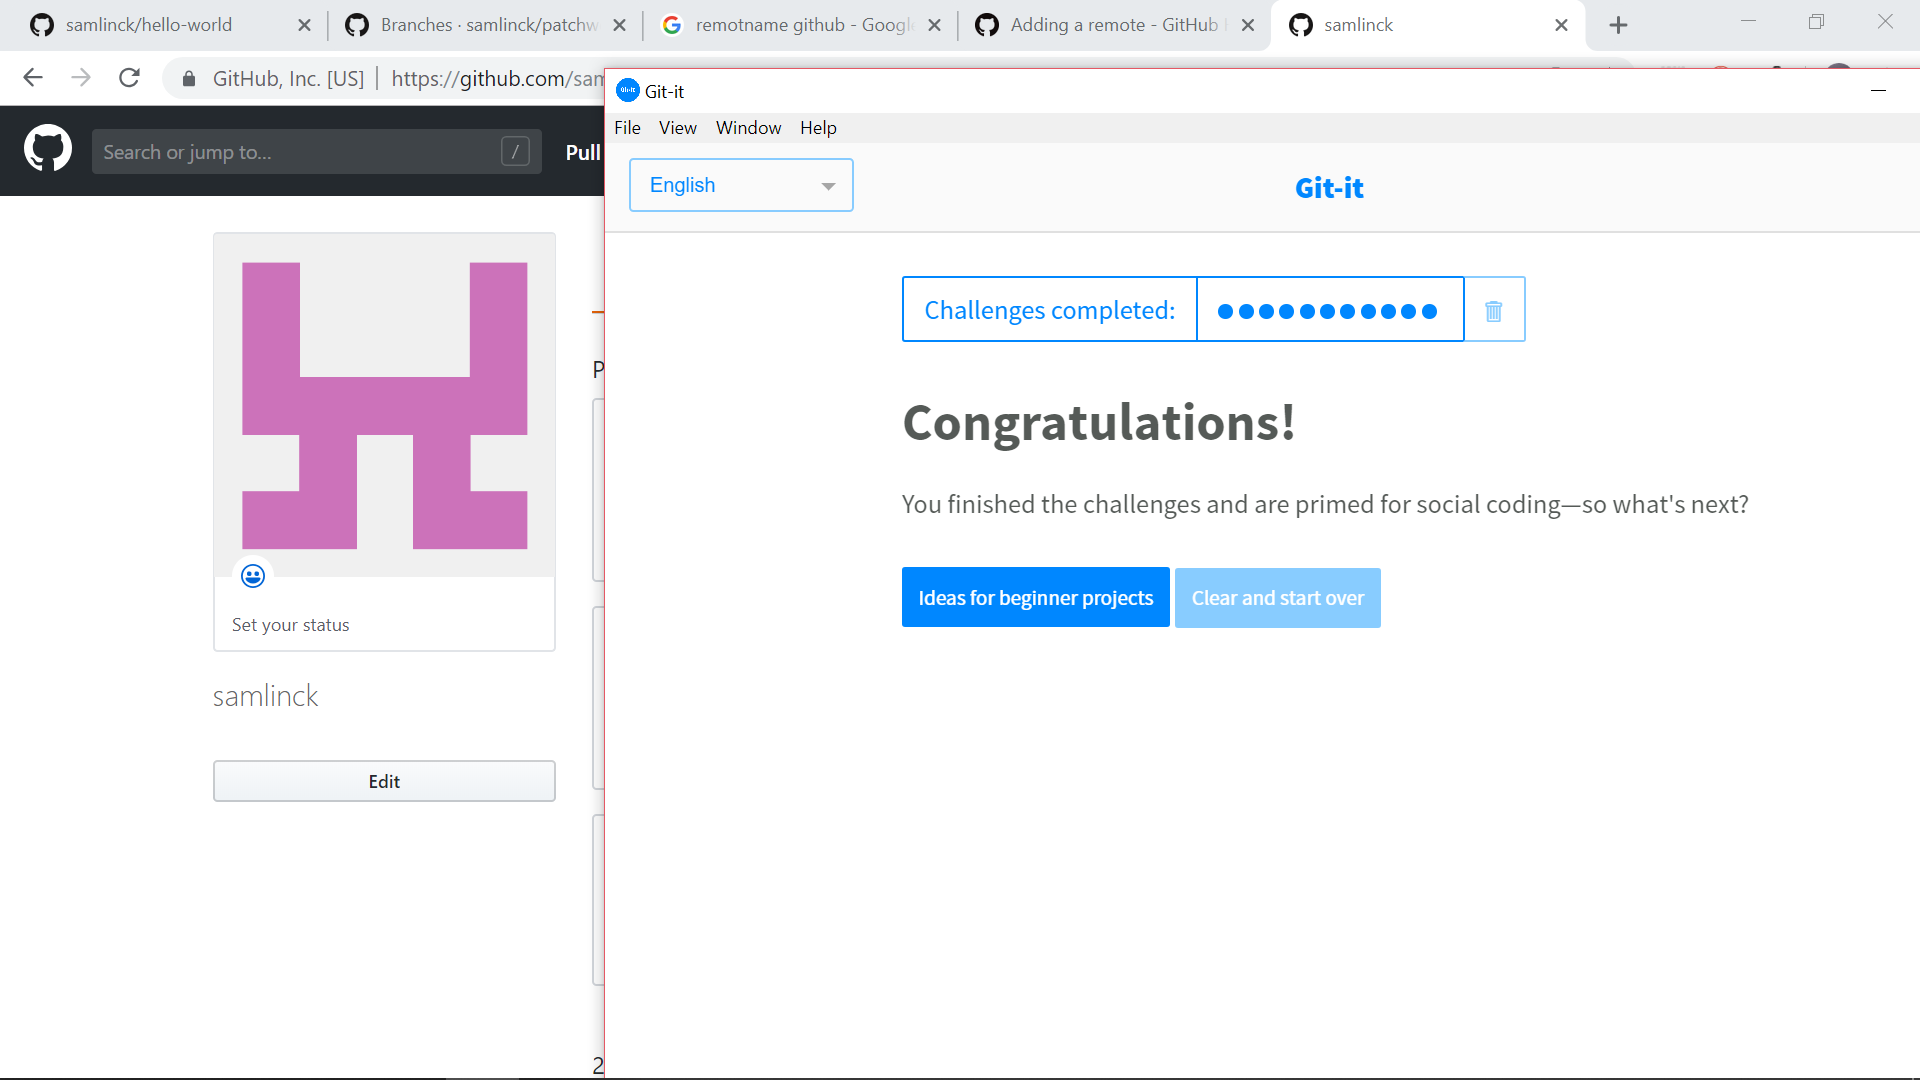 samlinck/hello-world
Branches · samlinck/patchw
remotname github - Google
Adding a remote - GitHub
samlinck
GitHub, Inc. [US]
https://github.com/sam
Git-it
File View Window Help
Search or jump to...
/
Pull
English
Git-it
Challenges completed:
Congratulations!
You finished the challenges and are primed for social coding—so what's next?
Ideas for beginner projects
Clear and start over
P
Set your status
samlinck
Edit
2